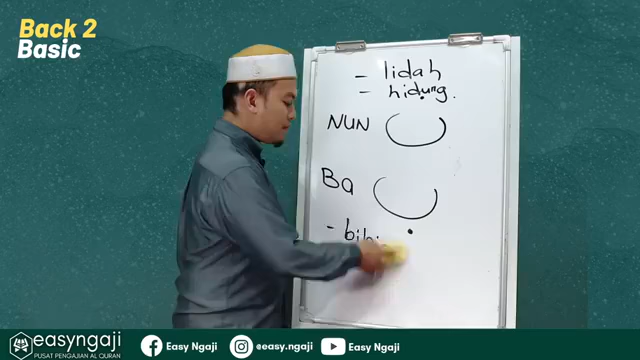 Back 2
Basic
- lidah
- hidung.
NUN
Ba
easyngaji
PUSAT PENGAJIAN AL QURAN
Easy Ngaji
@easy.ngaji
Easy Ngaji